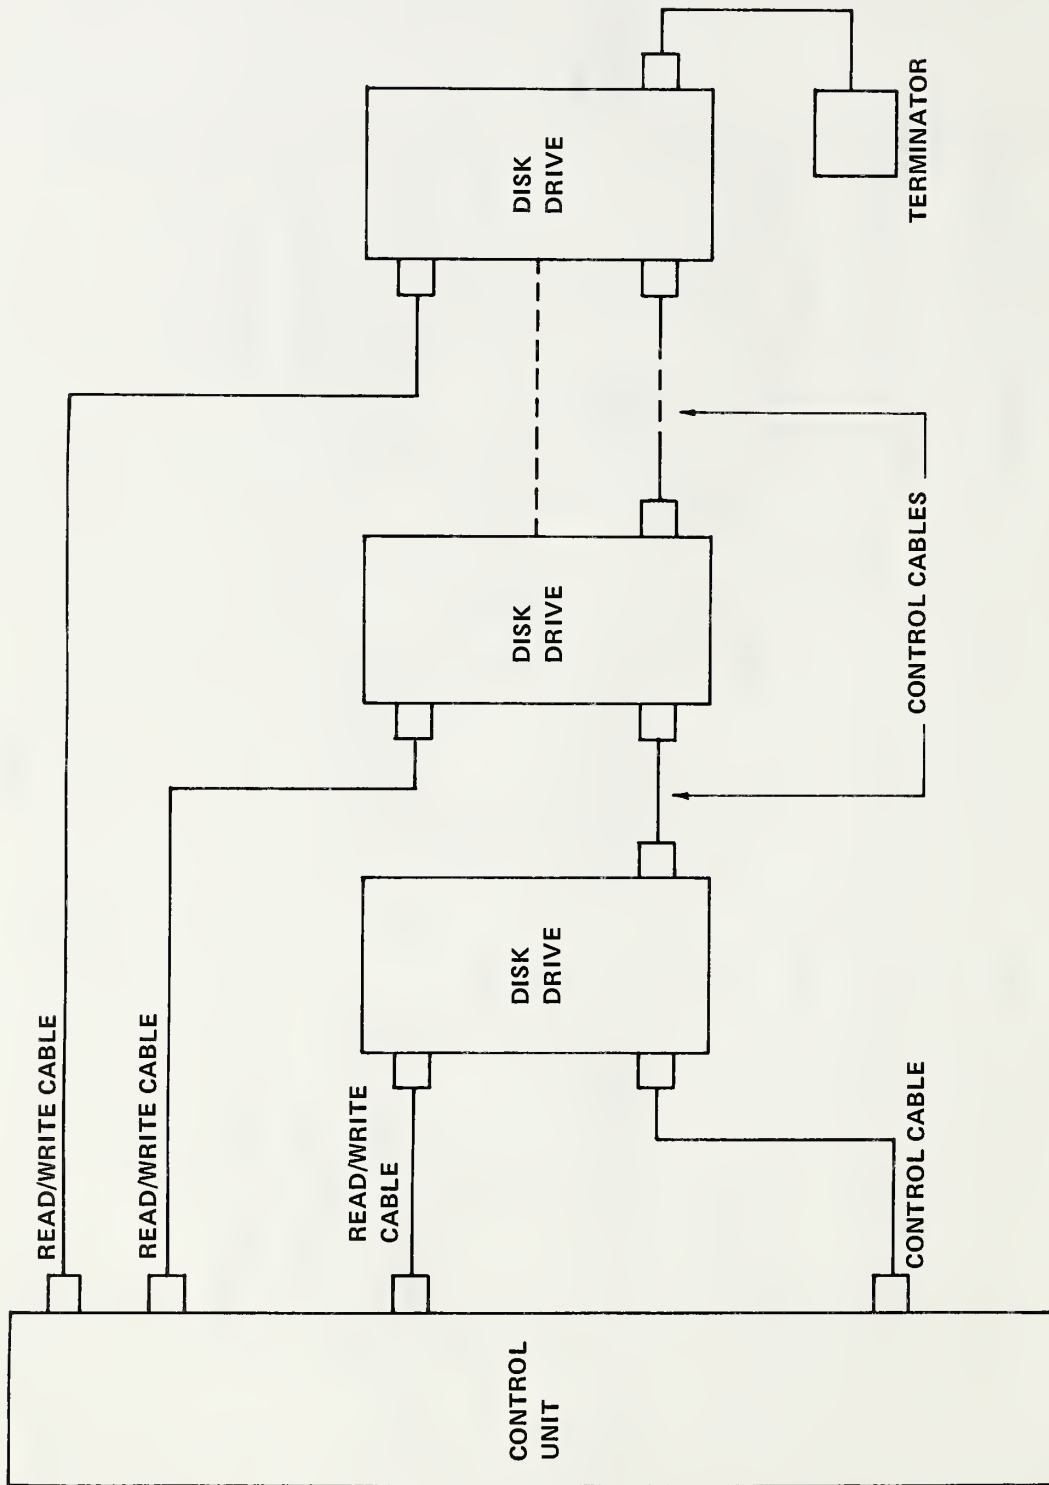 READ/WRITE CABLE
READ/WRITE CABLE
READ/WRITE
CABLE
CONTROL
UNIT
CONTROL CABLE
DISK
DRIVE
DISK
DRIVE
DISK
DRIVE
CONTROL CABLES
TERMINATOR